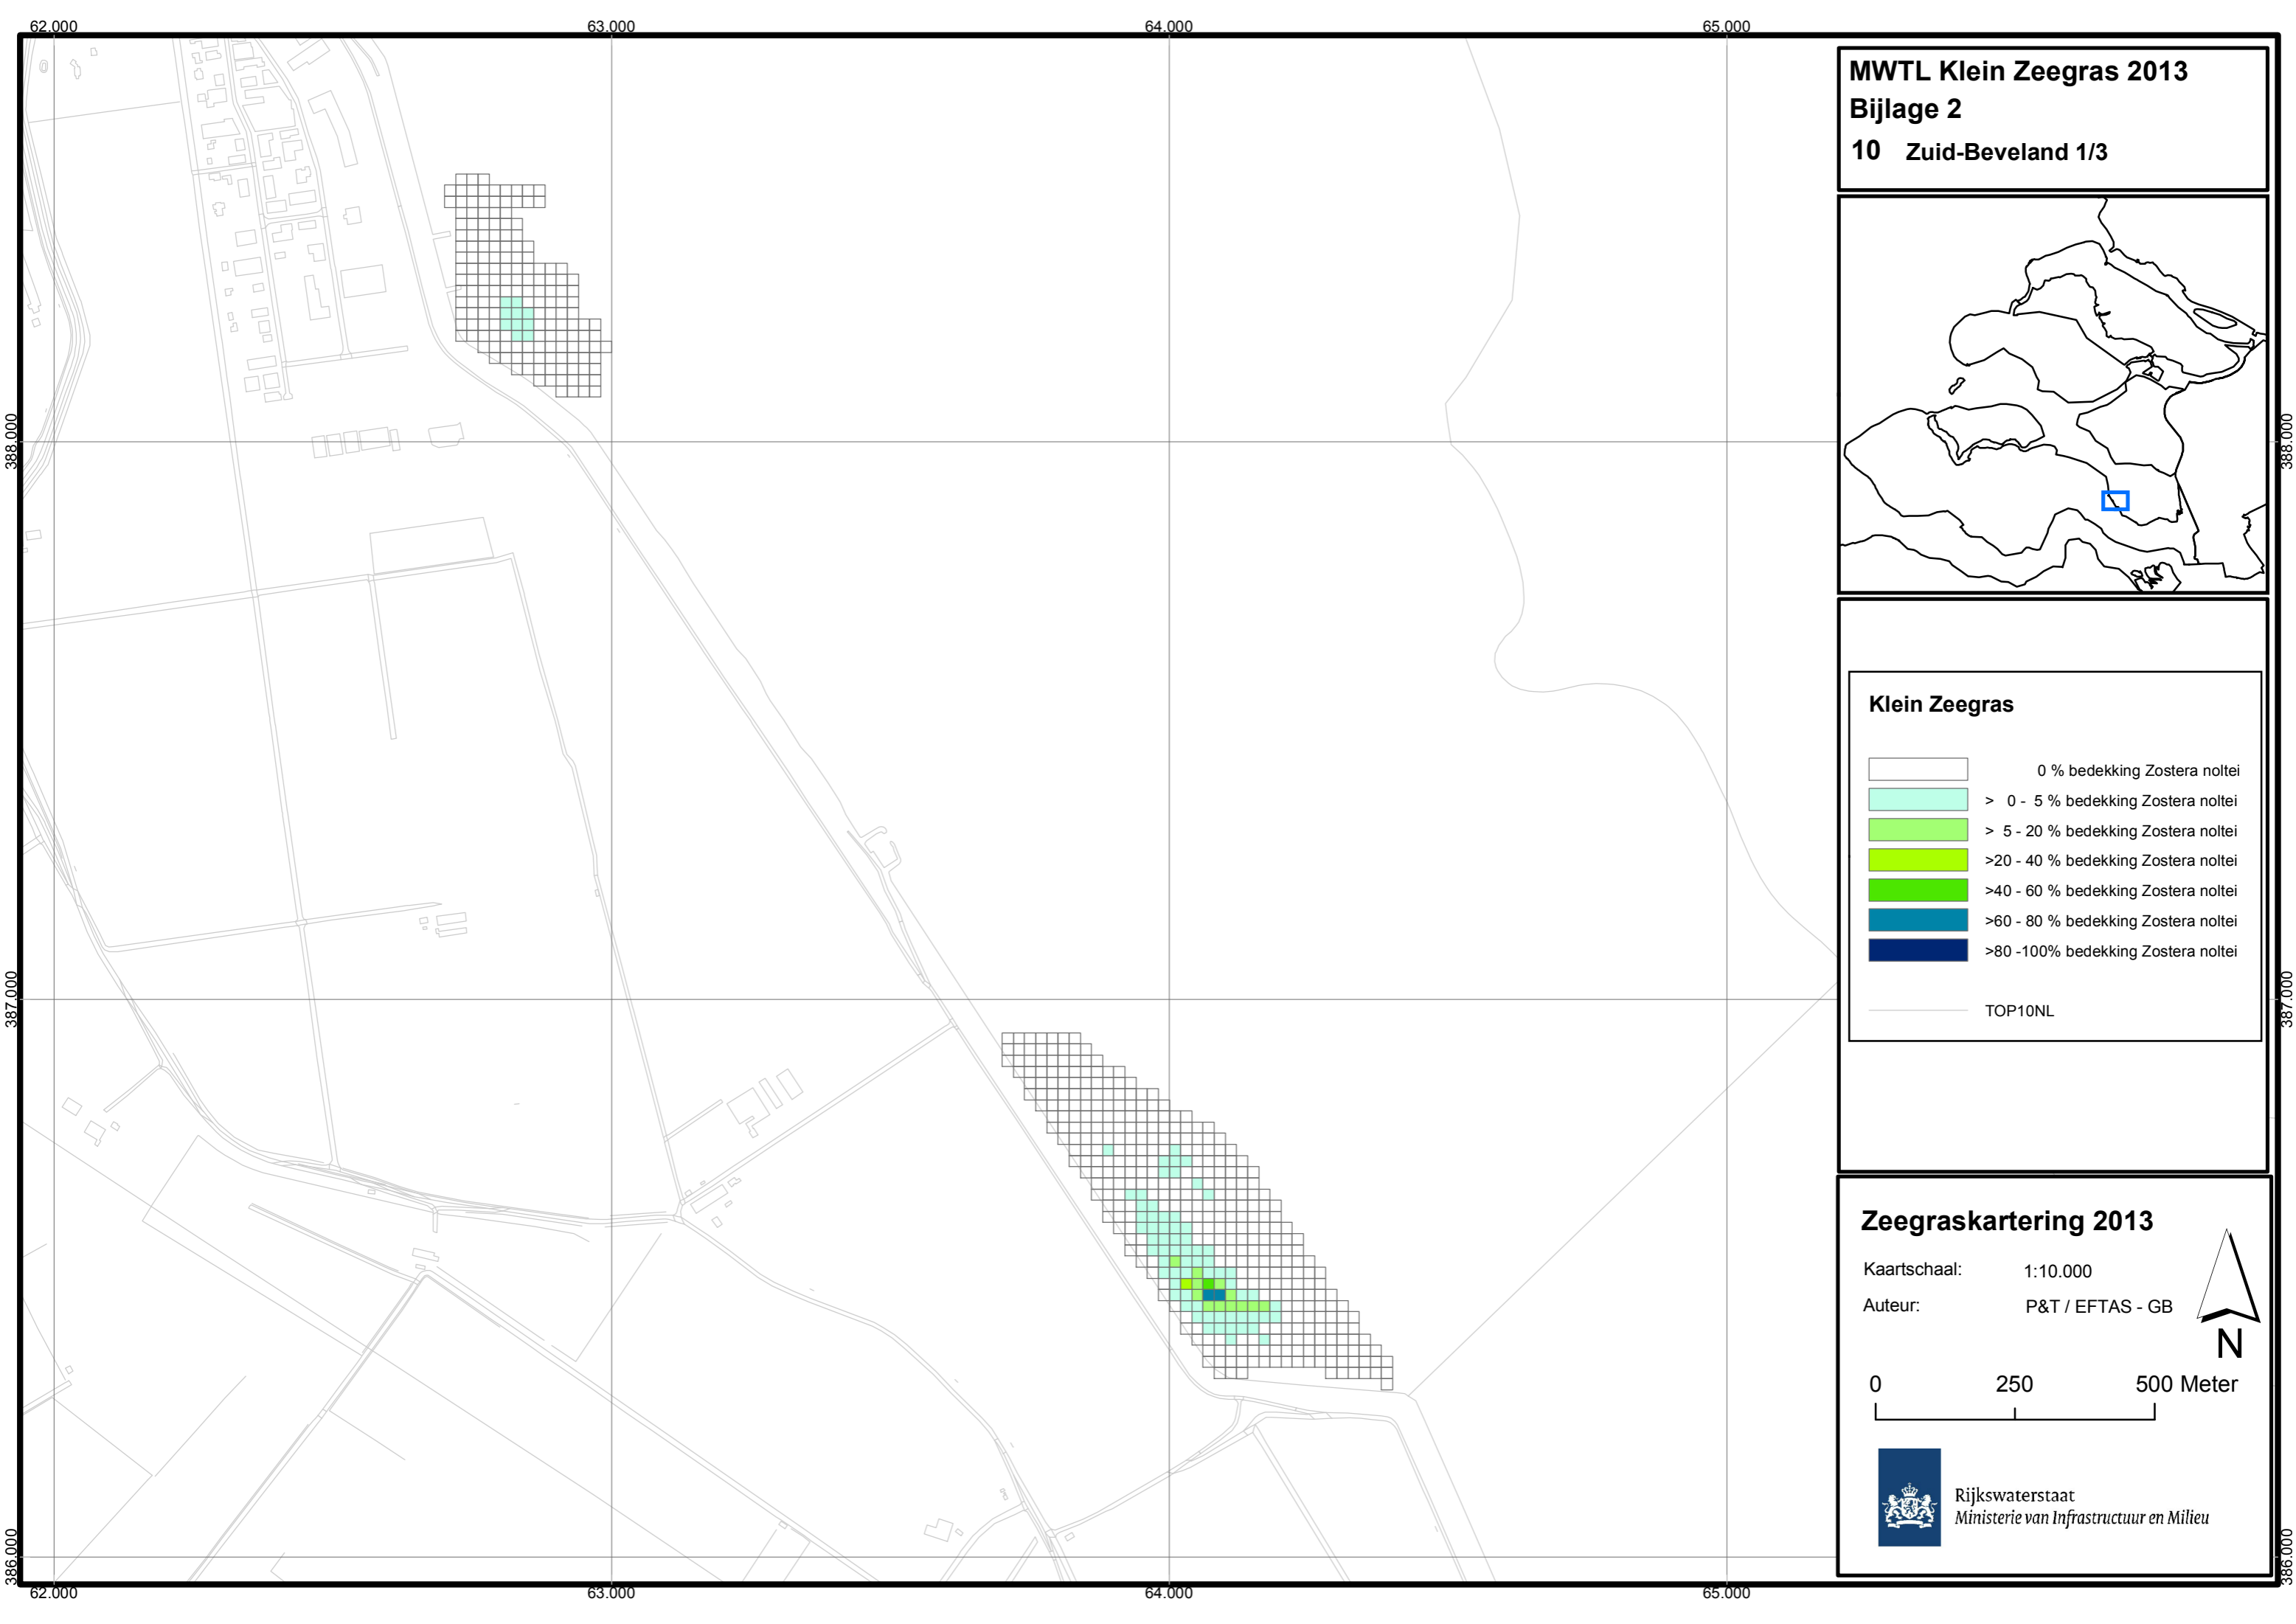 62.000 63.000 64.000 65.000
MWTL Klein Zeegras 2013
Bijlage 2
10 Zuid-Beveland 1/3
388.000 388.000
Klein Zeegras
0 % bedekking Zostera noltei
> 0 - 5 % bedekking Zostera noltei
> 5 - 20 % bedekking Zostera noltei
>20 - 40 % bedekking Zostera noltei
>40 - 60 % bedekking Zostera noltei
>60 - 80 % bedekking Zostera noltei
>80 -100% bedekking Zostera noltei
TOP10NL
387.000 387.000
Zeegraskartering 2013
Kaartschaal: 1:10.000
Auteur: P&T / EFTAS - GB
N
0 250 500 Meter
Rijkswaterstaat
Ministerie van Infrastructuur en Milieu
386.000 386.000
62.000 63.000 64.000 65.000